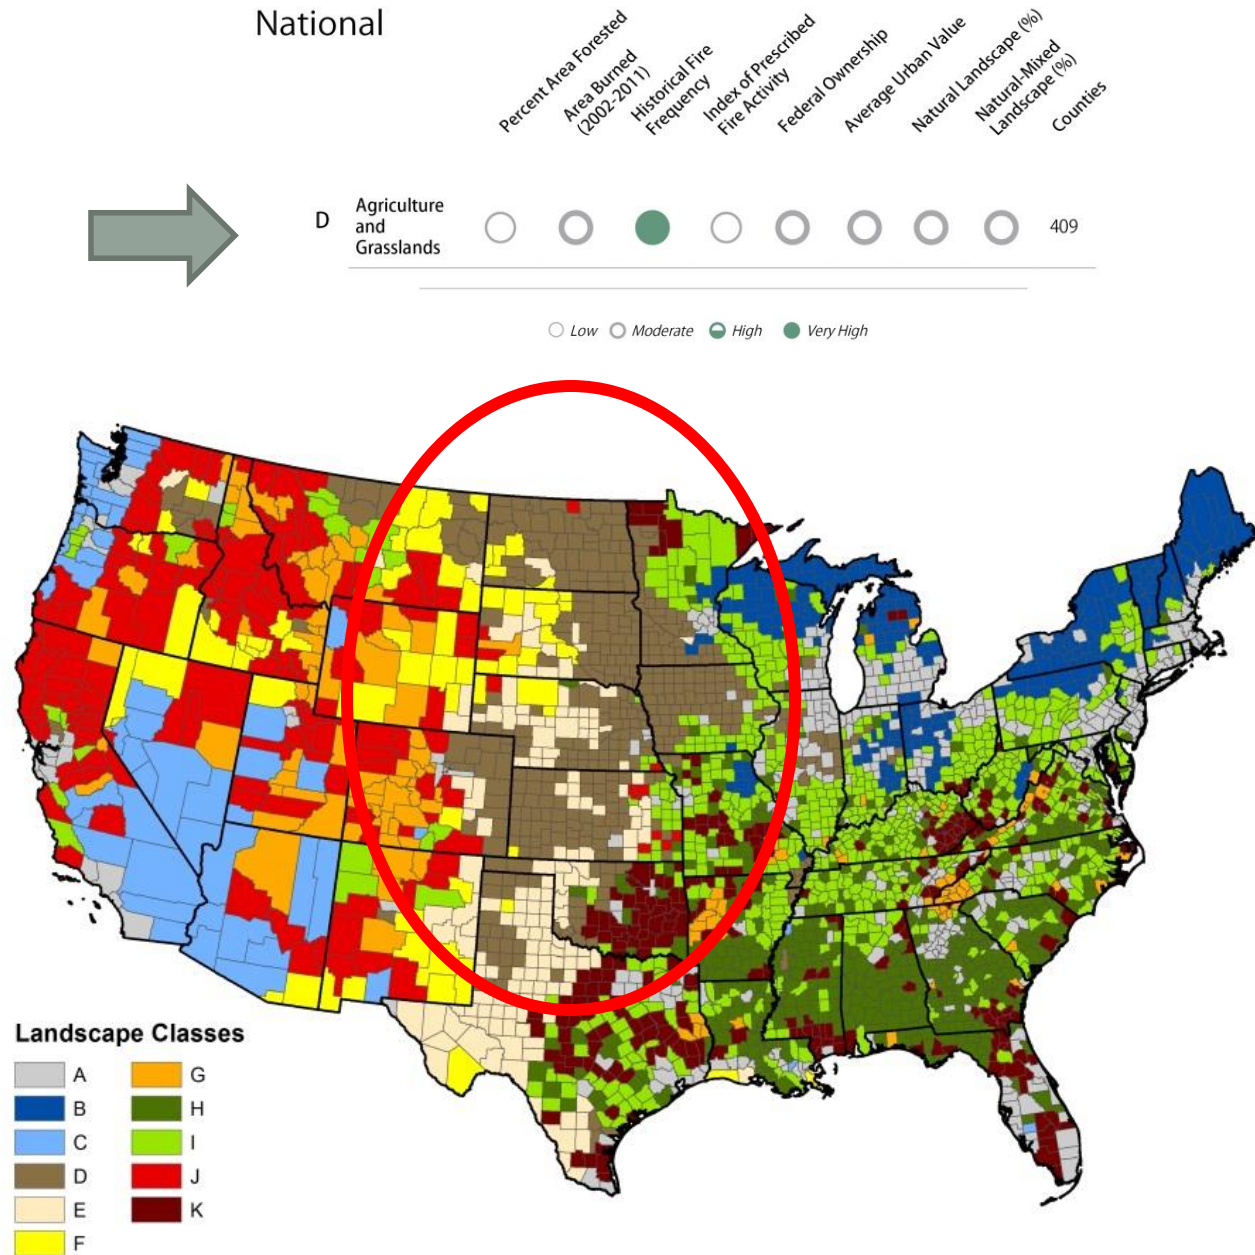 National
Percent Area Forested
Area Burned
(2002-2011)
Historical Fire
Frequency
Index of Prescribed
Fire Activity
Federal Ownership
Average Urban Value
Natural Landscape (%)
Natural-Mixed
Landscape (%)
Counties
D
Agriculture
and
Grasslands
409
Low
Moderate
High
Very High
Landscape Classes
A
B
C
D
E
F
G
H
I
J
K